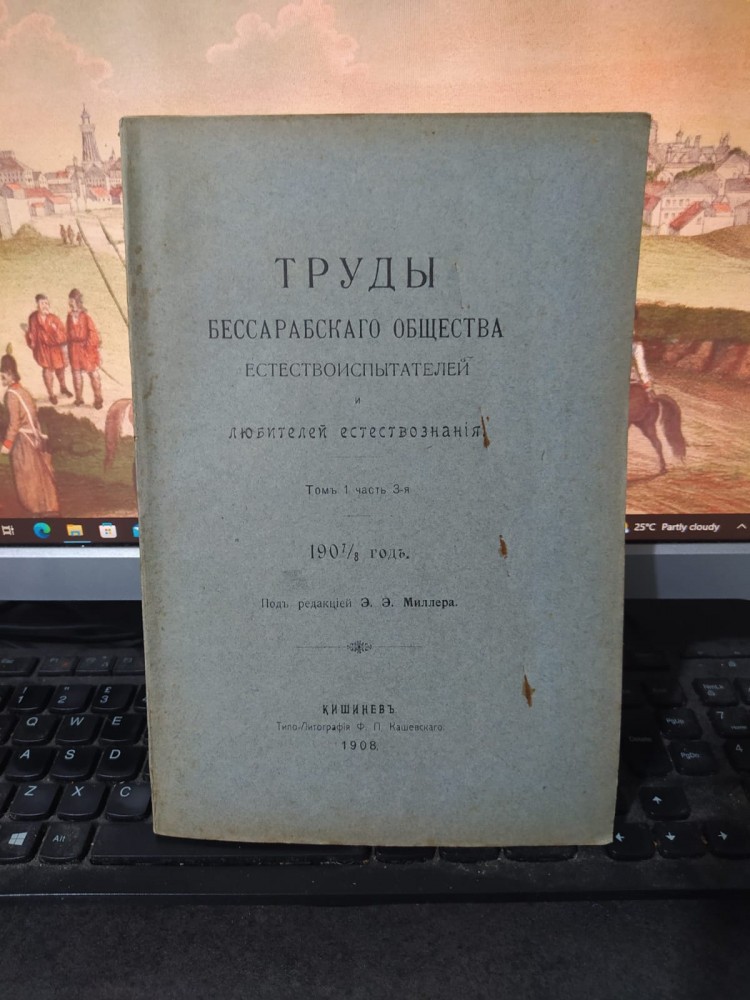 ТРУДЫ
БЕССАРАБСКАГО ОБЩЕСТВА
ЕСТЕСТВОИСПЫТАТЕЛЕЙ
и
ЛЮБИТЕЛЕЙ ЕСТЕСТВОЗНАНІЯ.
Томъ 1 часть 3-я
190⁷/₈ годъ.
Подъ редакціей Э. Э. Миллера.
КИШИНЕВЪ.
Типо-Литографія Ф. П. Кашевскаго.
1908.
25°C Partly cloudy
Q W E
A S D
Z X C
Alt